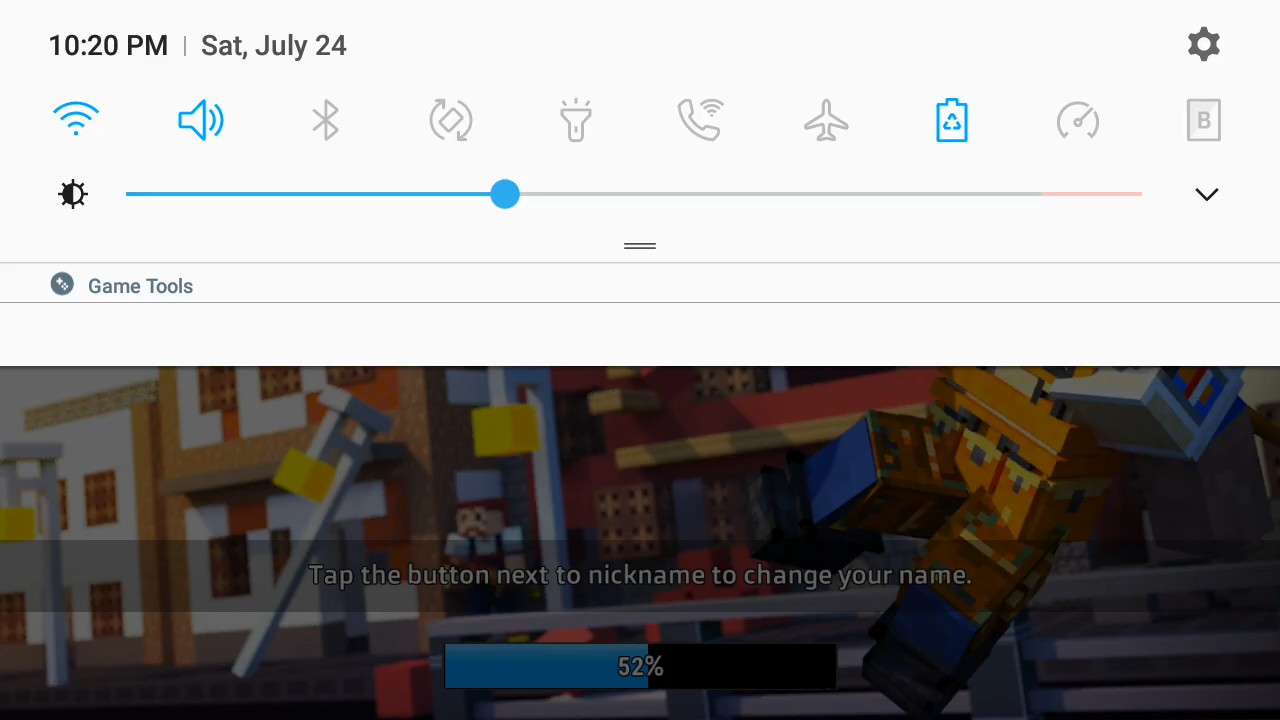 10:20 PM | Sat, July 24
B
Game Tools
Tap the button next to nickname to change your name.
52%